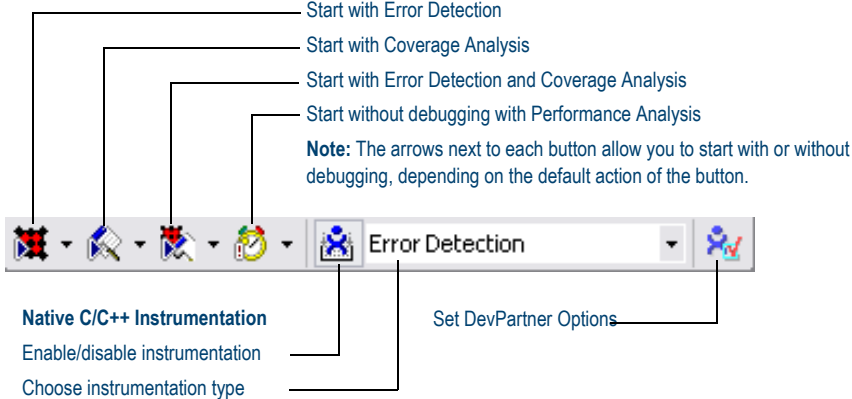 Start with Error Detection
Start with Coverage Analysis
Start with Error Detection and Coverage Analysis
Start without debugging with Performance Analysis
Note: The arrows next to each button allow you to start with or without
debugging, depending on the default action of the button.
Error Detection
Native C/C++ Instrumentation
Enable/disable instrumentation
Choose instrumentation type
Set DevPartner Options